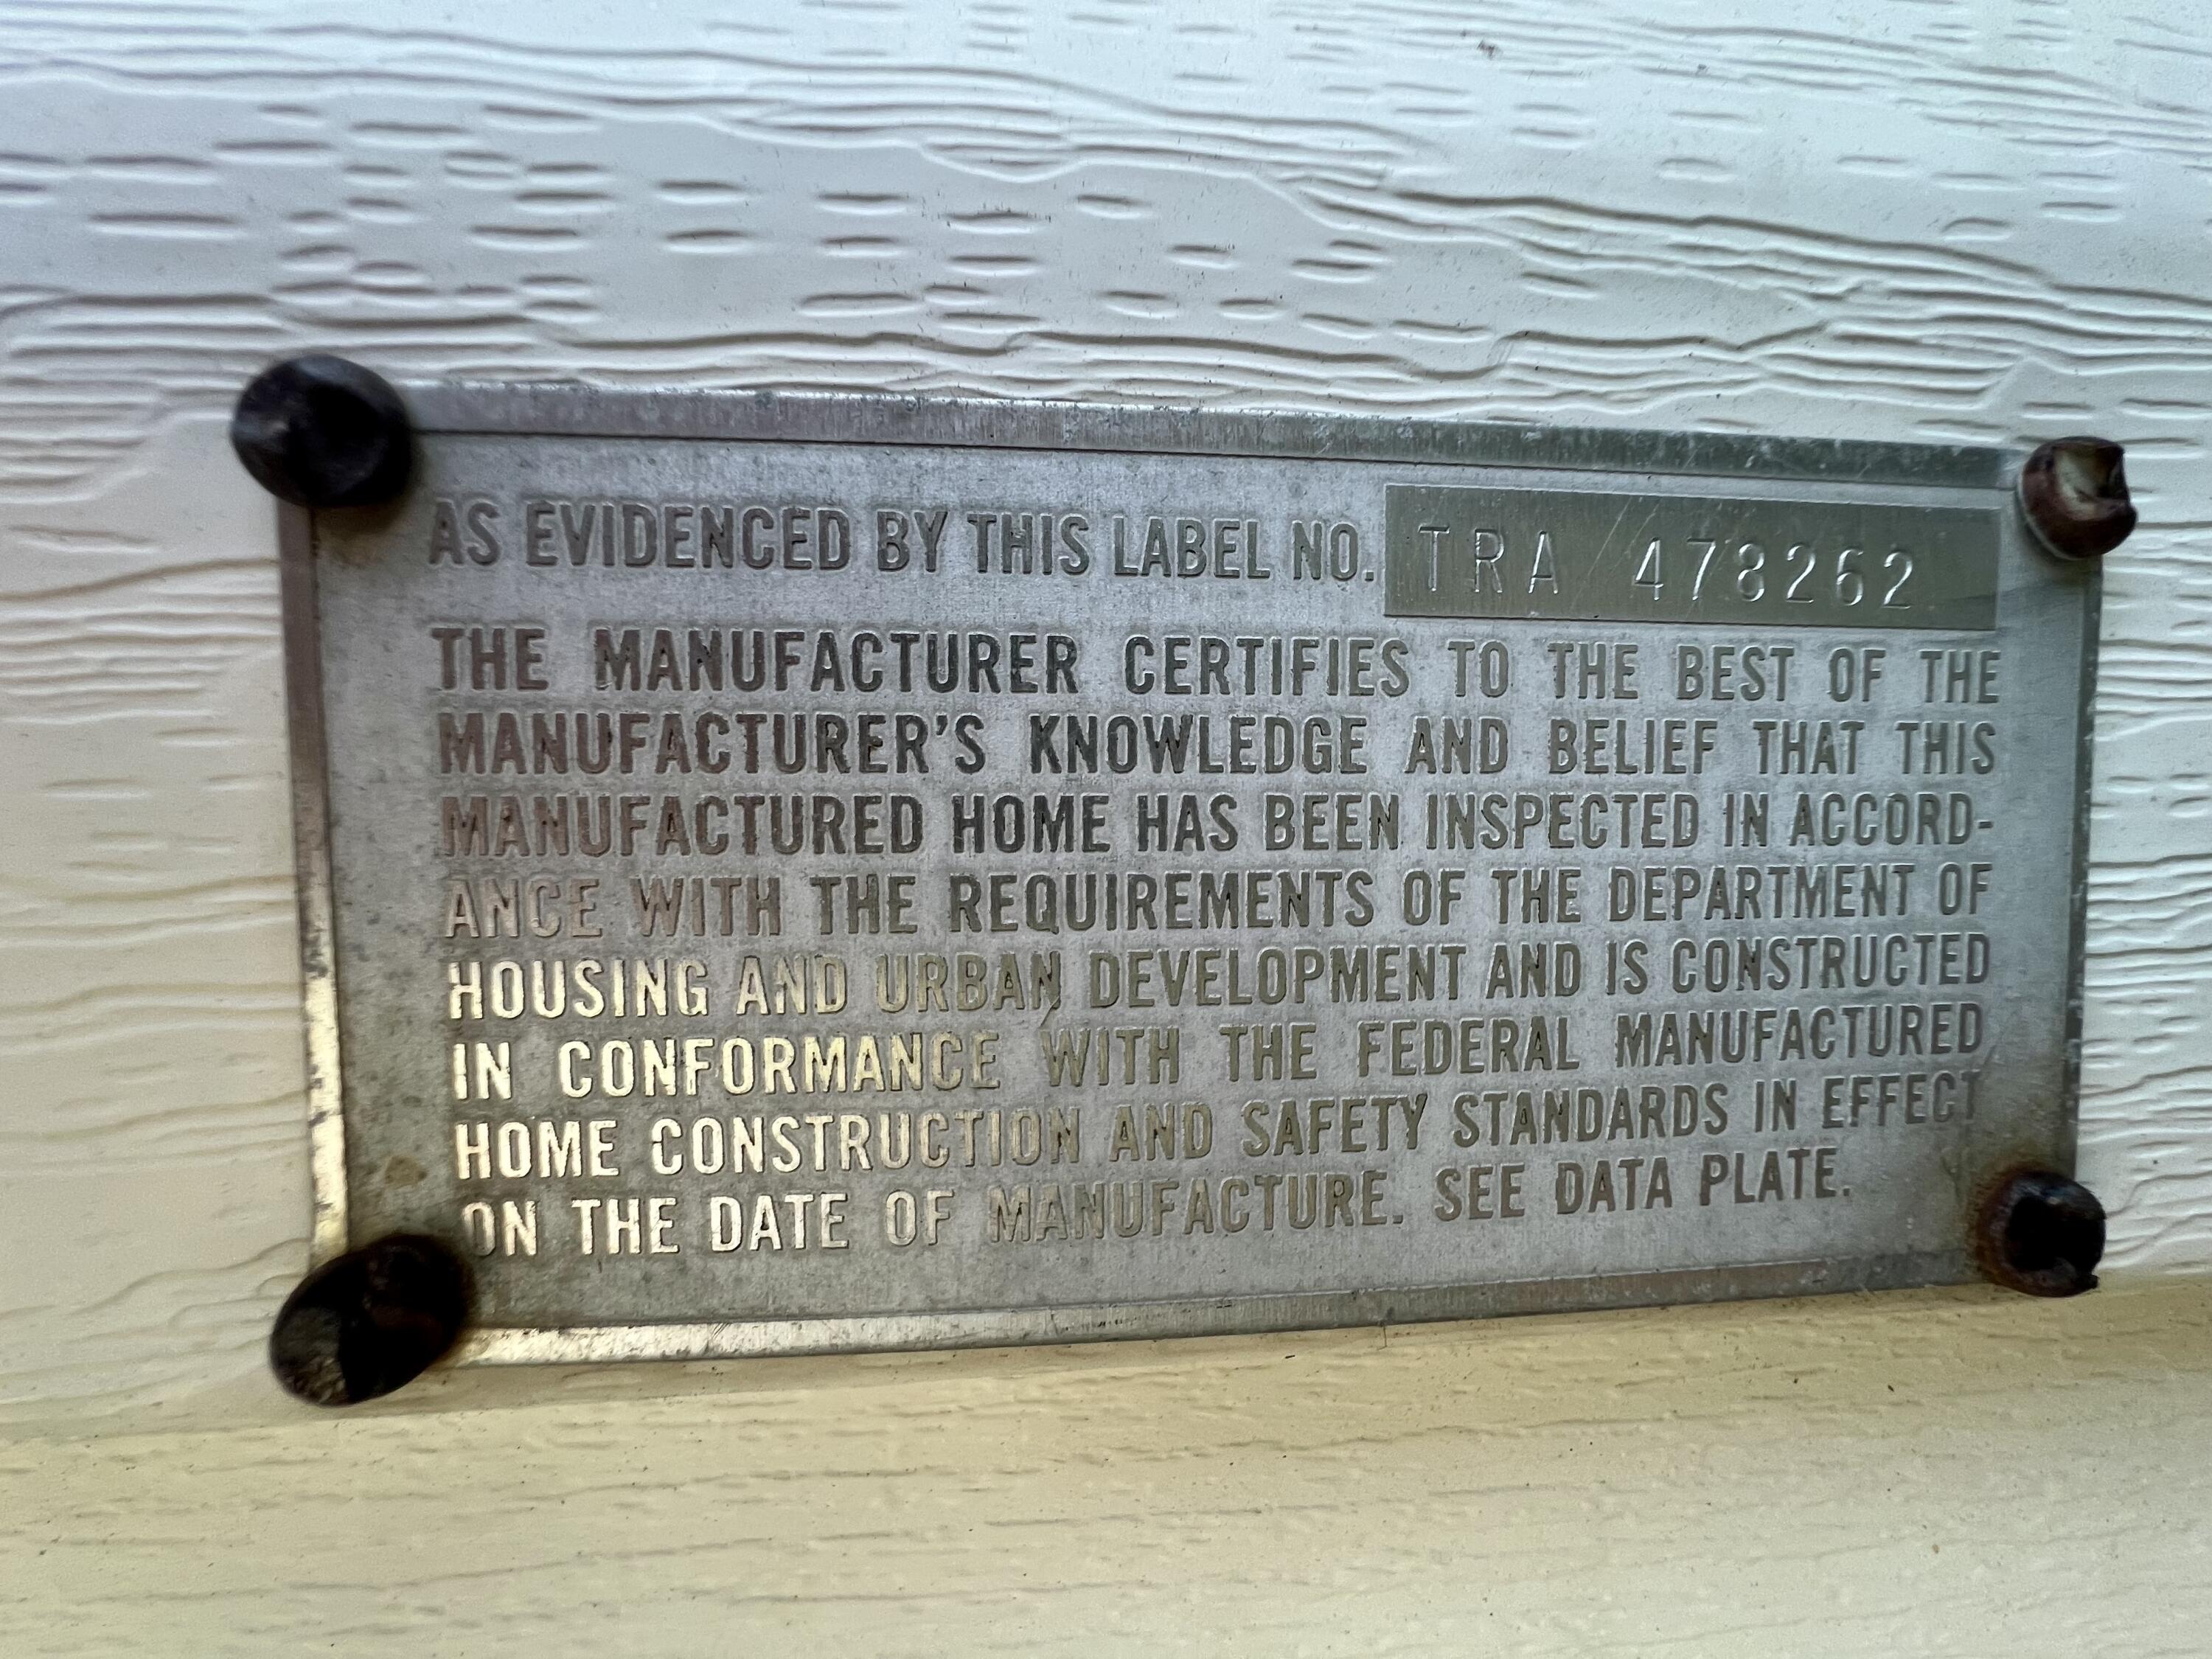 AS EVIDENCED BY THIS LABEL NO. TRA 478262
THE MANUFACTURER CERTIFIES TO THE BEST OF THE
MANUFACTURER'S KNOWLEDGE AND BELIEF THAT THIS
MANUFACTURED HOME HAS BEEN INSPECTED IN ACCORD-
ANCE WITH THE REQUIREMENTS OF THE DEPARTMENT OF
HOUSING AND URBAN DEVELOPMENT AND IS CONSTRUCTED
IN CONFORMANCE WITH THE FEDERAL MANUFACTURED
HOME CONSTRUCTION AND SAFETY STANDARDS IN EFFECT
ON THE DATE OF MANUFACTURE. SEE DATA PLATE.